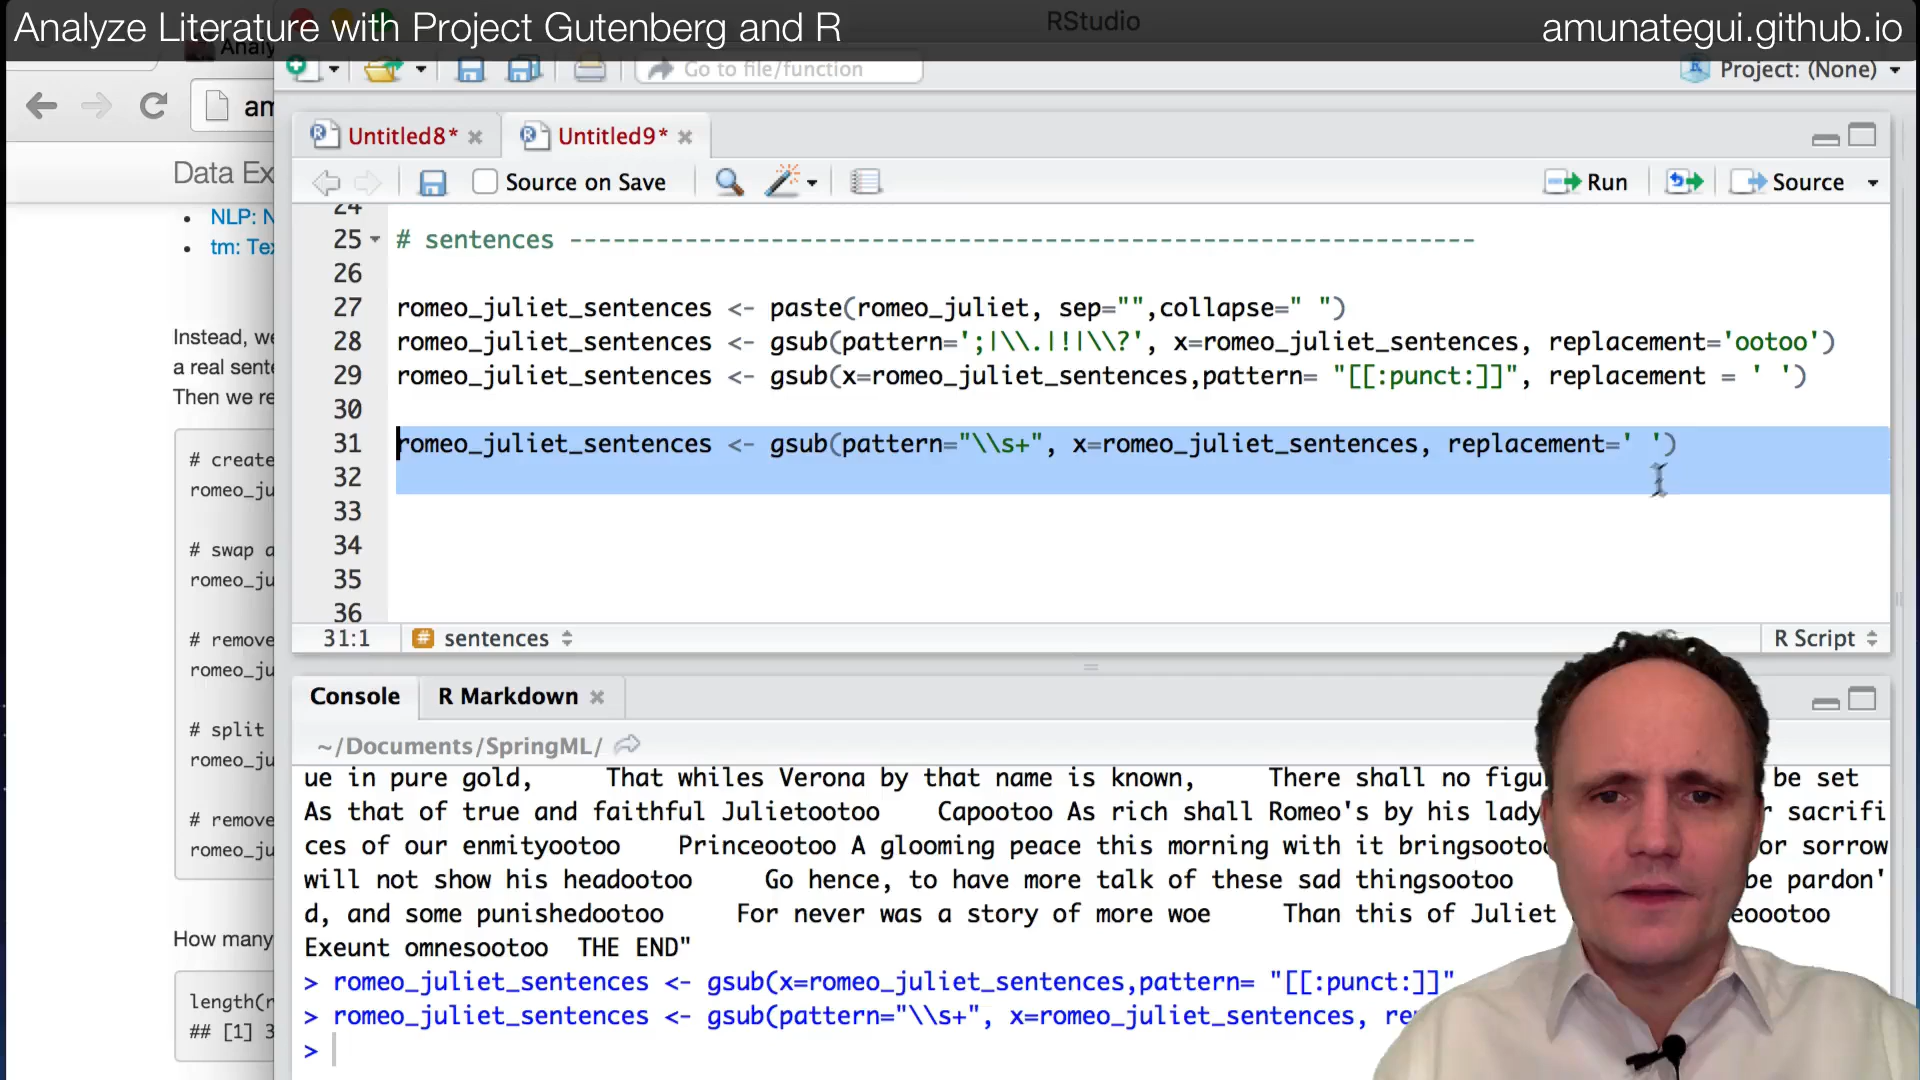 Analyze Literature with Project Gutenberg and R
RStudio
amunategui.github.io
Go to file/function
Project: (None)
Untitled8*
Untitled9*
Source on Save
Run
Source
Data Ex
NLP: N
tm: Te
Instead, we
a real sente
Then we re
# create
romeo_ju
# swap a
romeo_ju
# remove
romeo_ju
# split
romeo_ju
# remove
romeo_ju
How many
length(r
## [1] 3
24
25 # sentences ---------------------------------------------------------------
26
27 romeo_juliet_sentences <- paste(romeo_juliet, sep="",collapse=" ")
28 romeo_juliet_sentences <- gsub(pattern=';|\\.|!|\\?', x=romeo_juliet_sentences, replacement='ootoo')
29 romeo_juliet_sentences <- gsub(x=romeo_juliet_sentences,pattern= "[[:punct:]]", replacement = ' ')
30
31 romeo_juliet_sentences <- gsub(pattern="\\s+", x=romeo_juliet_sentences, replacement=' ')
32
33
34
35
36
31:1
# sentences
R Script
Console
R Markdown
~/Documents/SpringML/
ue in pure gold, That whiles Verona by that name is known, There shall no figu be set
As that of true and faithful Julietootoo Capootoo As rich shall Romeo's by his lady r sacrifi
ces of our enmityootoo Princeootoo A glooming peace this morning with it bringsootoo or sorrow
will not show his headootoo Go hence, to have more talk of these sad thingsootoo be pardon'
d, and some punishedootoo For never was a story of more woe Than this of Juliet eoootoo
Exeunt omnesootoo THE END"
> romeo_juliet_sentences <- gsub(x=romeo_juliet_sentences,pattern= "[[:punct:]]"
> romeo_juliet_sentences <- gsub(pattern="\\s+", x=romeo_juliet_sentences, re
>